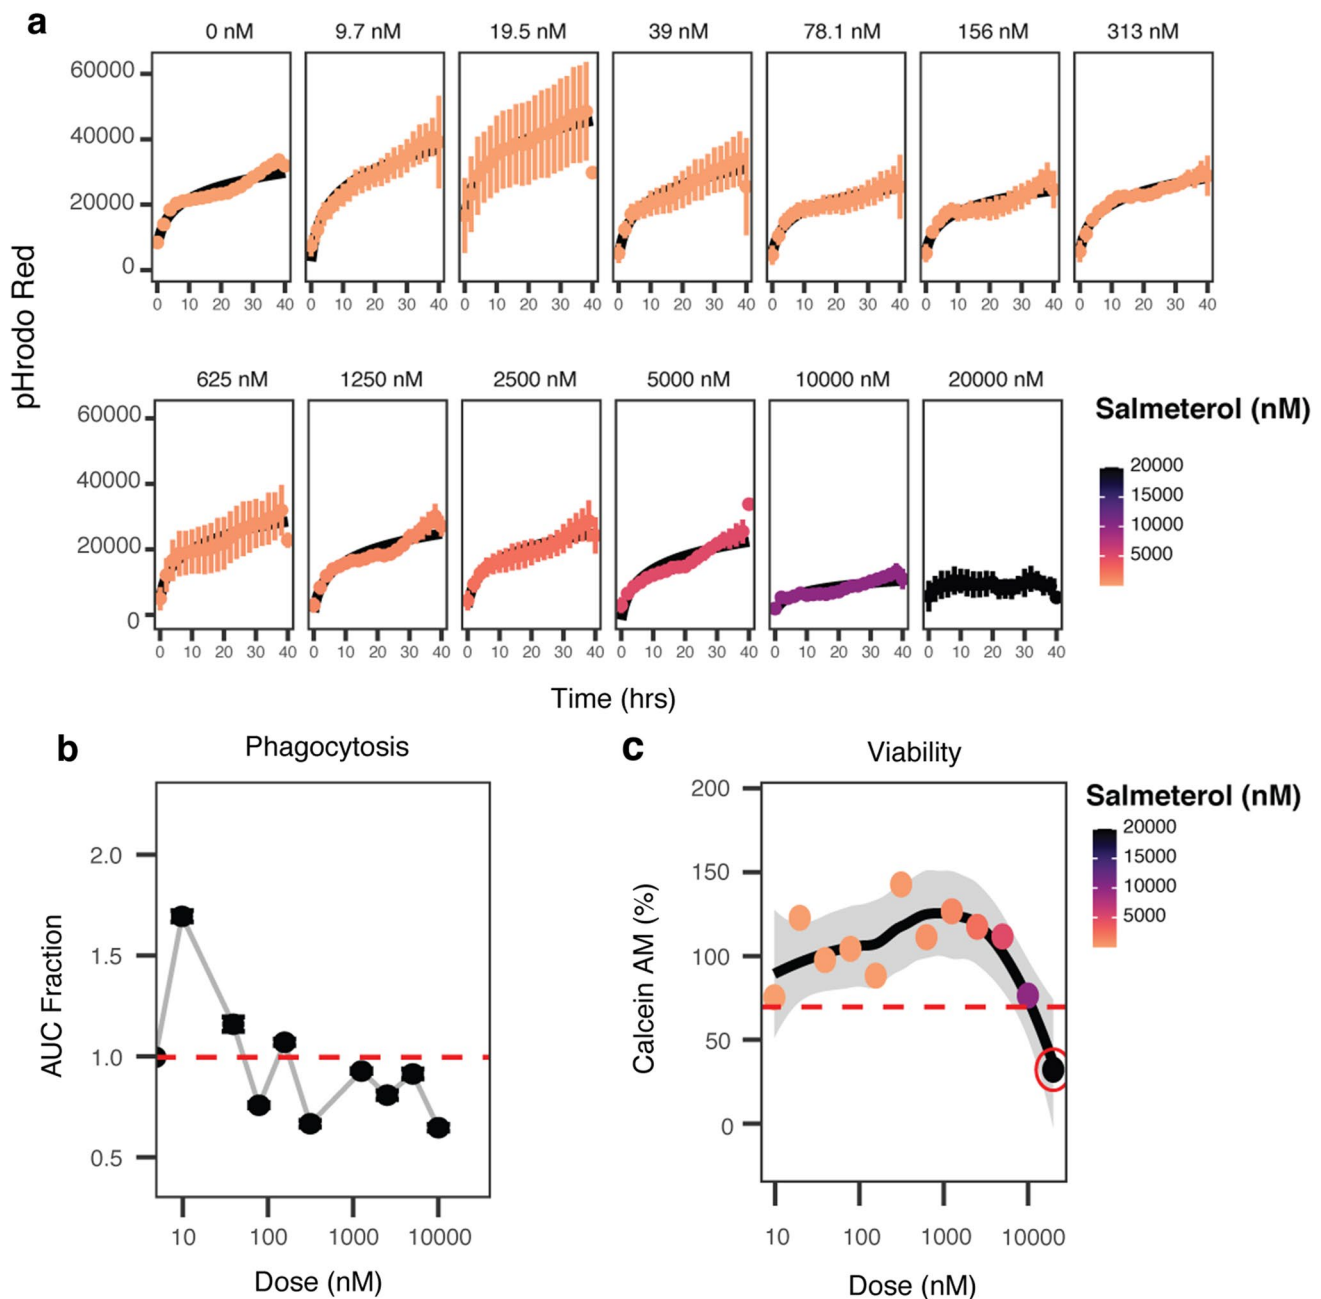 a
0 nM 9.7 nM 19.5 nM 39 nM 78.1 nM 156 nM 313 nM
60000
40000
20000
0
0 10 20 30 40 0 10 20 30 40 0 10 20 30 40 0 10 20 30 40 0 10 20 30 40 0 10 20 30 40 0 10 20 30 40
pHrodo Red
625 nM 1250 nM 2500 nM 5000 nM 10000 nM 20000 nM
60000
40000
20000
0
0 10 20 30 40 0 10 20 30 40 0 10 20 30 40 0 10 20 30 40 0 10 20 30 40 0 10 20 30 40
Time (hrs)
Salmeterol (nM)
20000
15000
10000
5000
b
Phagocytosis
AUC Fraction
2.0
1.5
1.0
0.5
10 100 1000 10000
Dose (nM)
c
Viability
Calcein AM (%)
200
150
100
50
0
10 100 1000 10000
Dose (nM)
Salmeterol (nM)
20000
15000
10000
5000